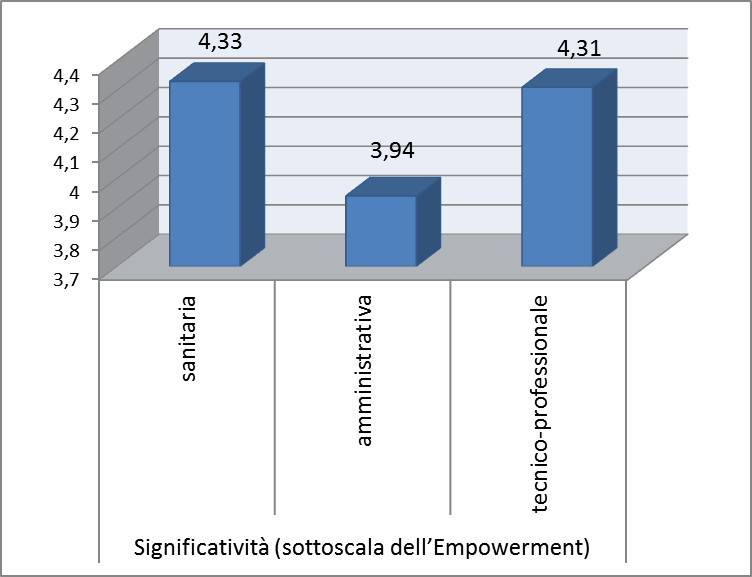 4,33
3,94
4,31
4,4
4,3
4,2
4,1
4
3,9
3,8
3,7
sanitaria
amministrativa
tecnico-professionale
Significatività (sottoscala dell’Empowerment)